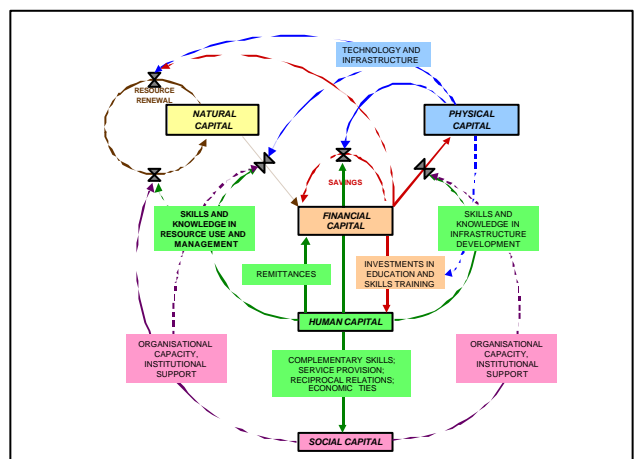 TECHNOLOGY AND
INFRASTRUCTURE
RESOURCE
RENEWAL
NATURAL
CAPITAL
PHYSICAL
CAPITAL
SAVINGS
SKILLS AND
KNOWLEDGE IN
RESOURCE USE AND
MANAGEMENT
FINANCIAL
CAPITAL
SKILLS AND
KNOWLEDGE IN
INFRASTRUCTURE
DEVELOPMENT
REMITTANCES
INVESTMENTS IN
EDUCATION AND
SKILLS TRAINING
HUMAN CAPITAL
ORGANISATIONAL
CAPACITY,
INSTITUTIONAL
SUPPORT
COMPLEMENTARY SKILLS;
SERVICE PROVISION;
RECIPROCAL RELATIONS;
ECONOMIC TIES
ORGANISATIONAL
CAPACITY,
INSTITUTIONAL
SUPPORT
SOCIAL CAPITAL